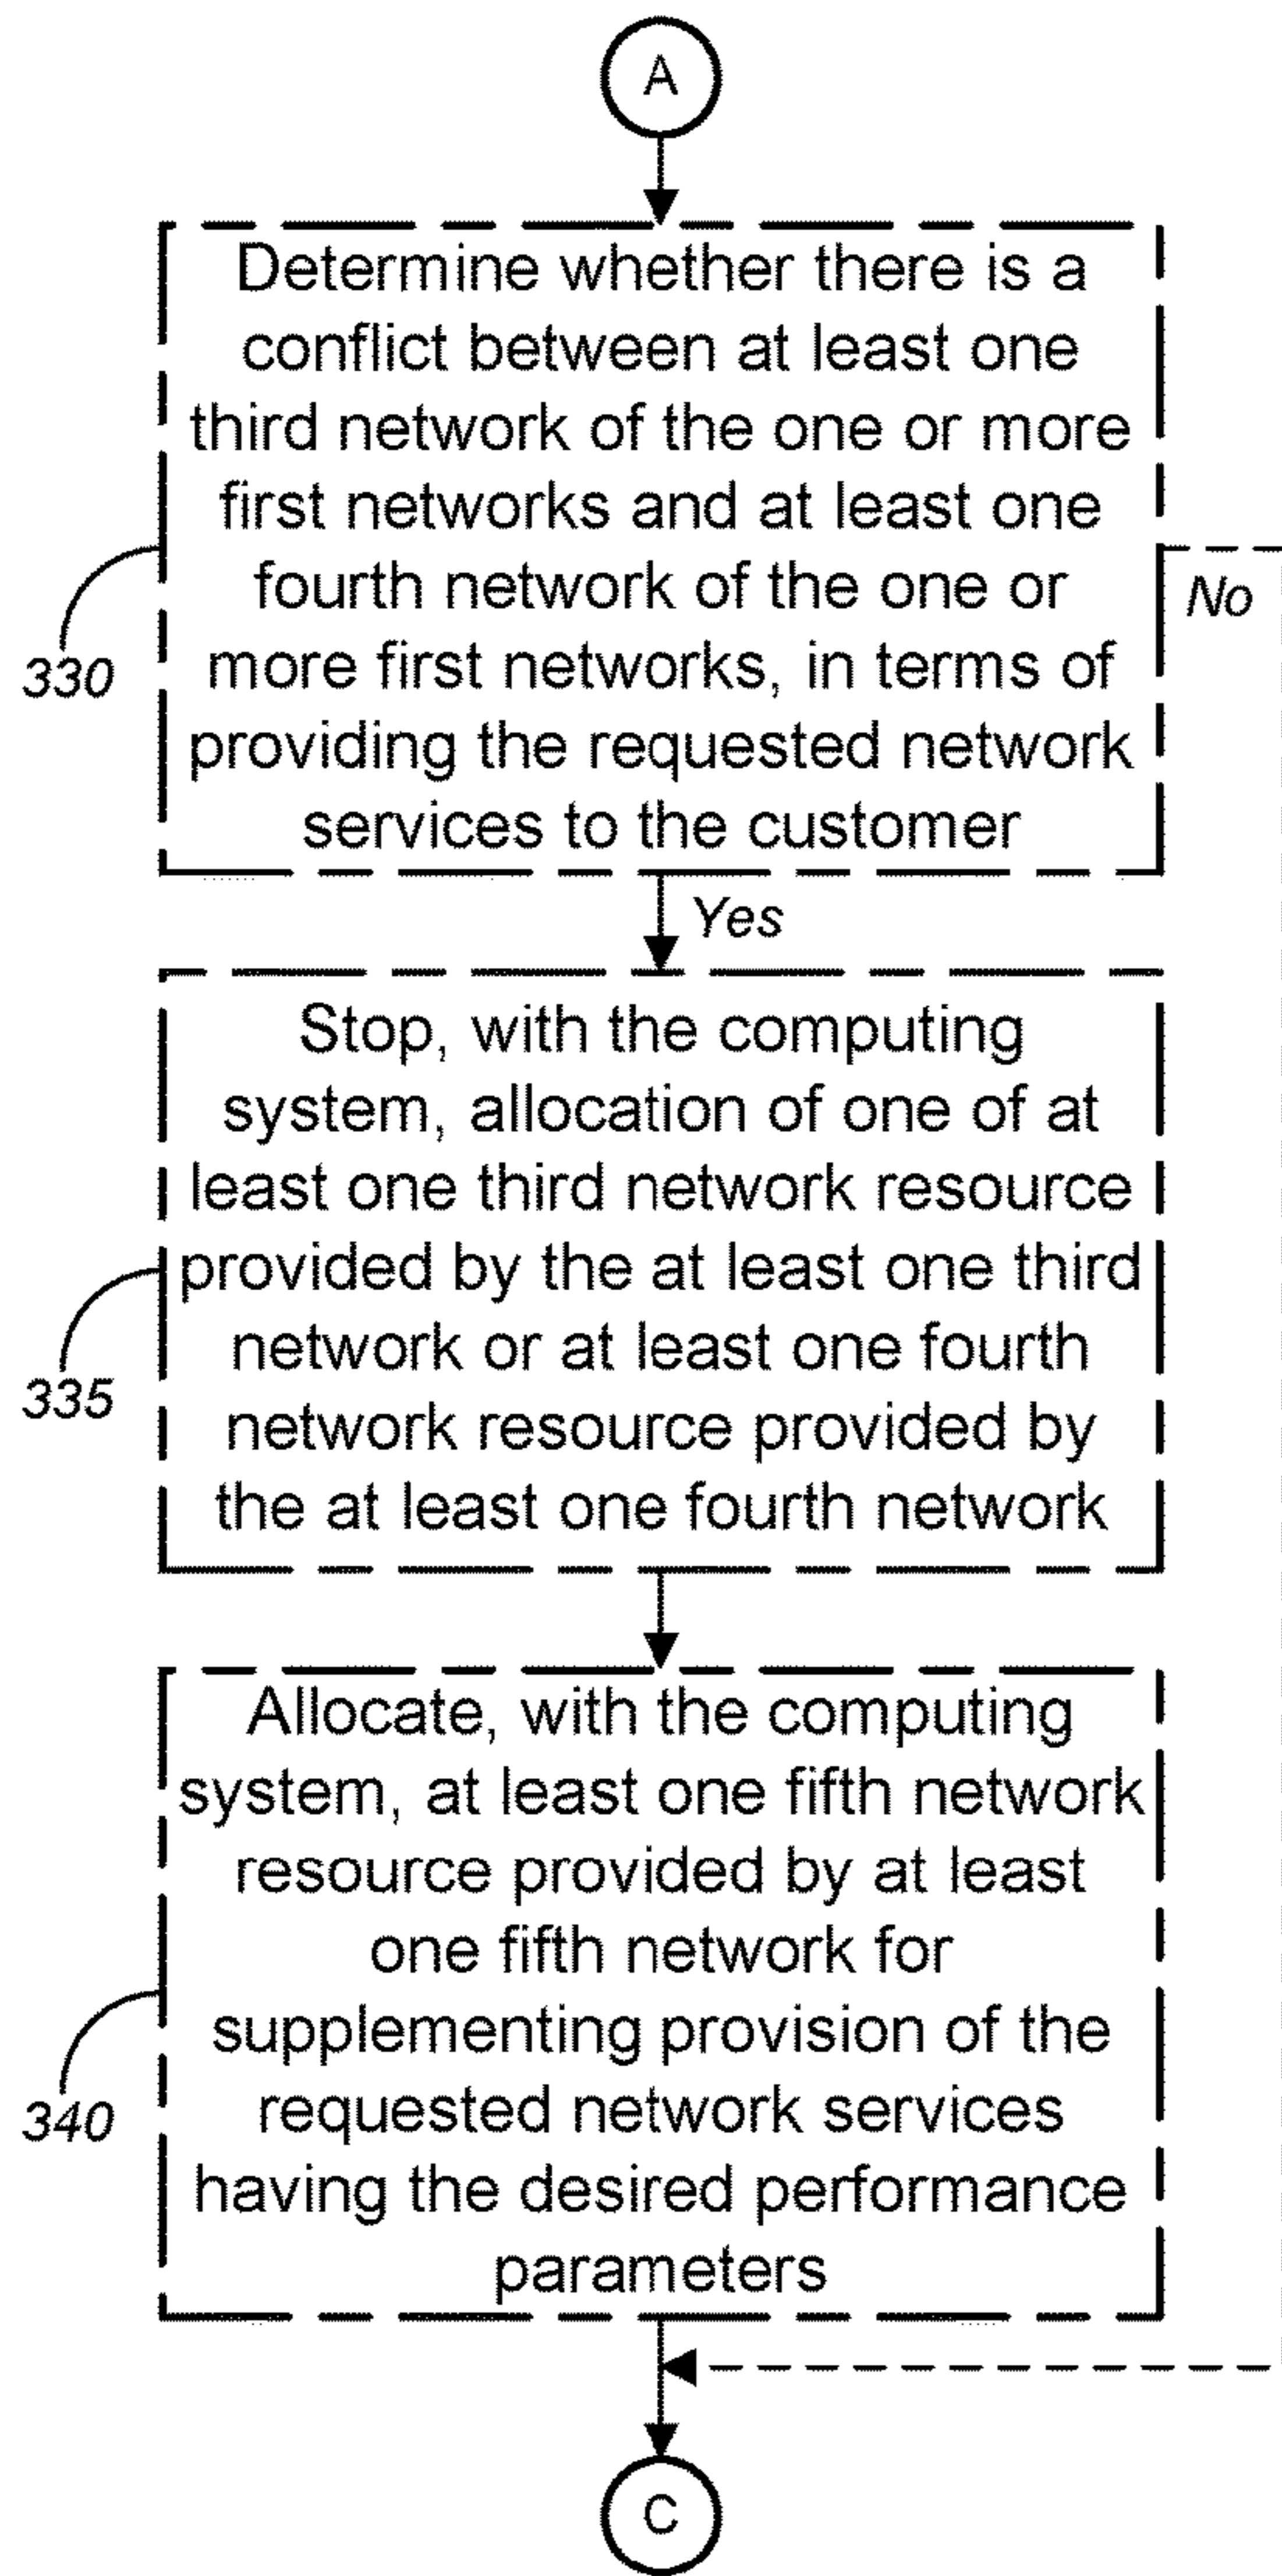 A
Determine whether there is a
conflict between at least one
third network of the one or more
first networks and at least one
fourth network of the one or
more first networks, in terms of
providing the requested network
services to the customer
330
No
Yes
Stop, with the computing
system, allocation of one of at
least one third network resource
provided by the at least one third
network or at least one fourth
network resource provided by
the at least one fourth network
335
Allocate, with the computing
system, at least one fifth network
resource provided by at least
one fifth network for
supplementing provision of the
requested network services
having the desired performance
parameters
340
C